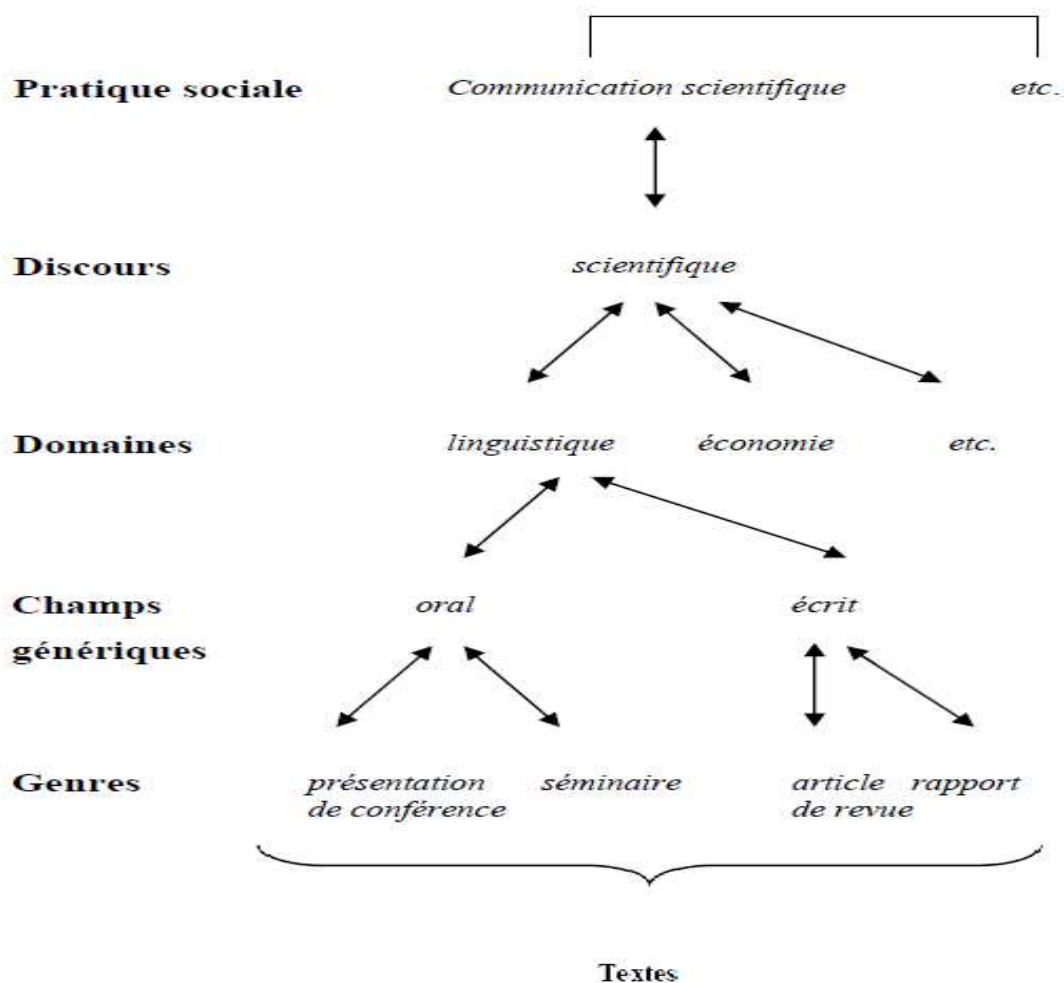 Pratique sociale Communication scientifique etc.
Discours scientifique
Domaines linguistique économie etc.
Champs oral écrit
génériques
Genres présentation séminaire article rapport
de conférence de revue
Textes